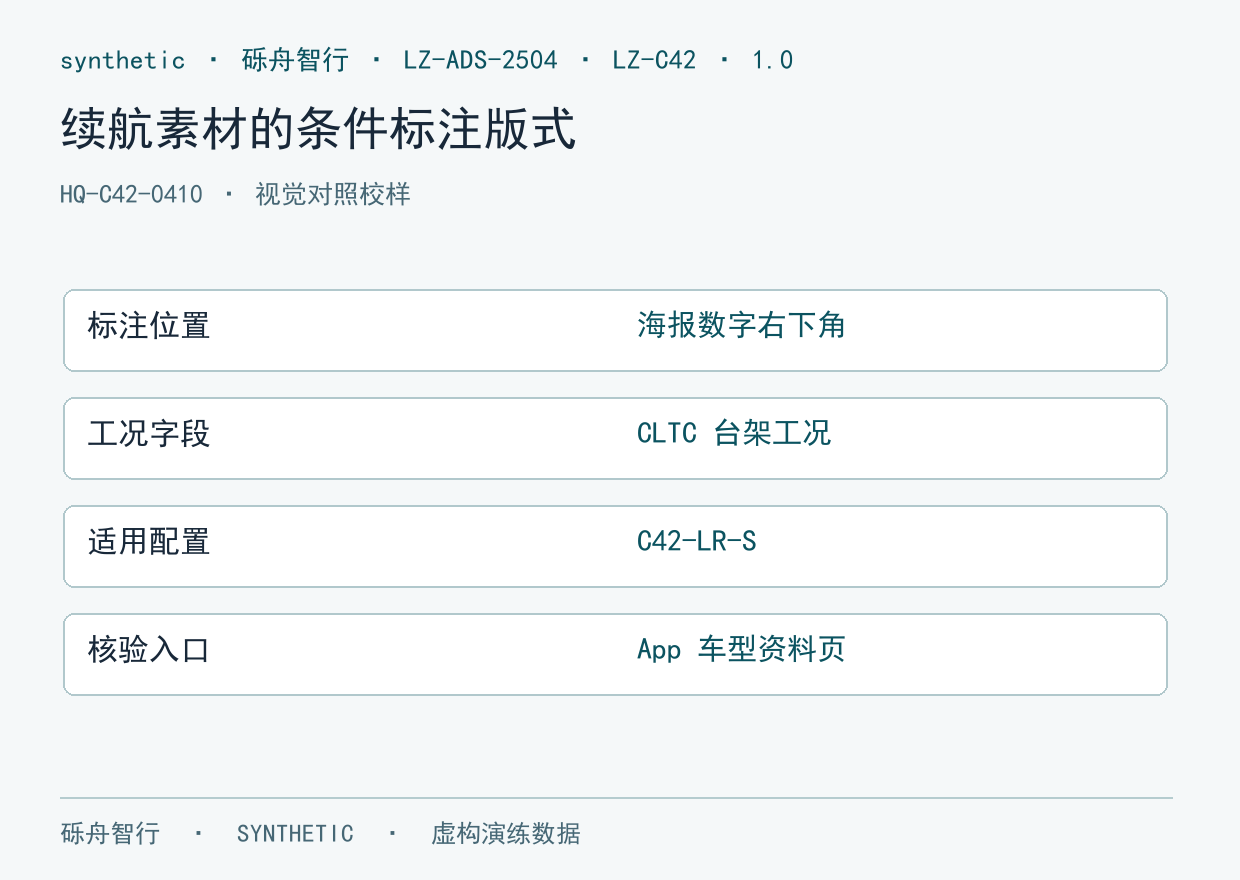 synthetic · 砾舟智行 · LZ-ADS-2504 · LZ-C42 · 1.0
续航素材的条件标注版式
HQ-C42-0410 · 视觉对照校样
标注位置 海报数字右下角
工况字段 CLTC 台架工况
适用配置 C42-LR-S
核验入口 App 车型资料页
砾舟智行 · SYNTHETIC · 虚构演练数据